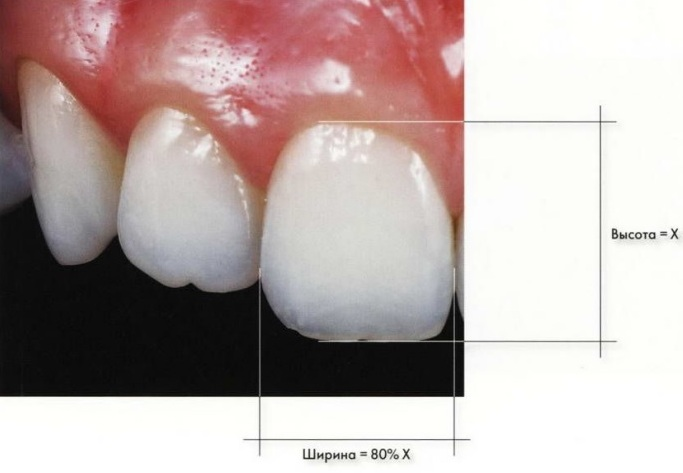 Высота = X
Ширина = 80% X